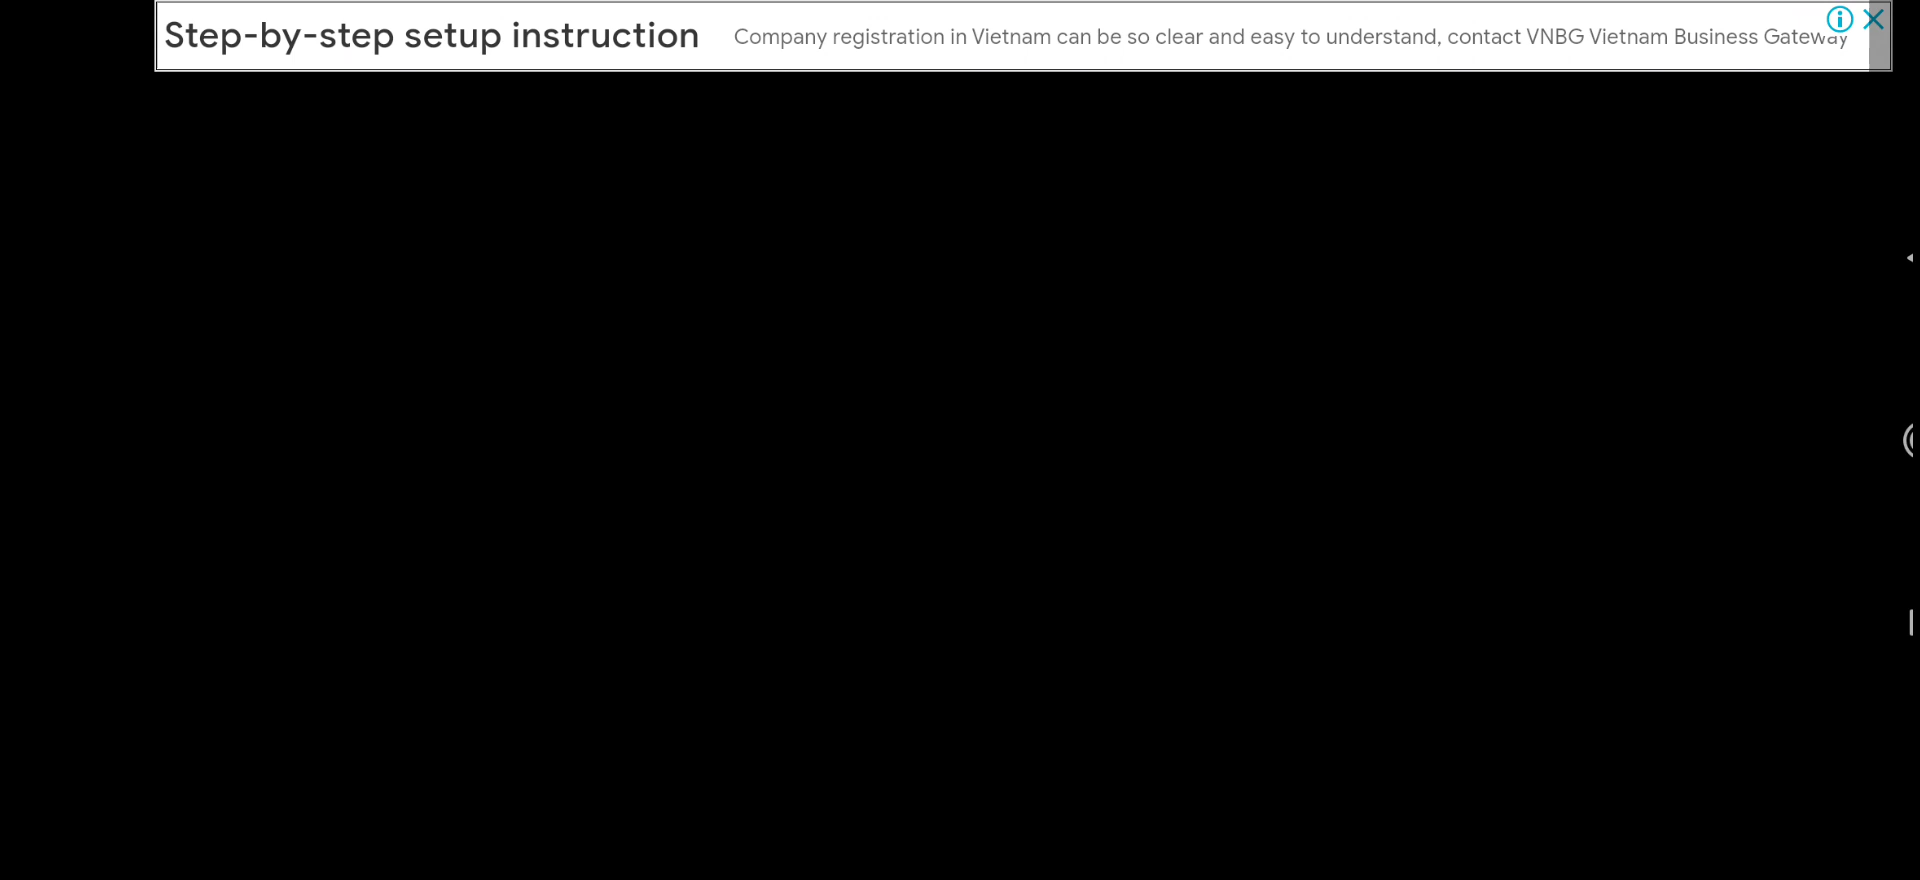 Step-by-step setup instruction
Company registration in Vietnam can be so clear and easy to understand, contact VNBG Vietnam Business Gateway